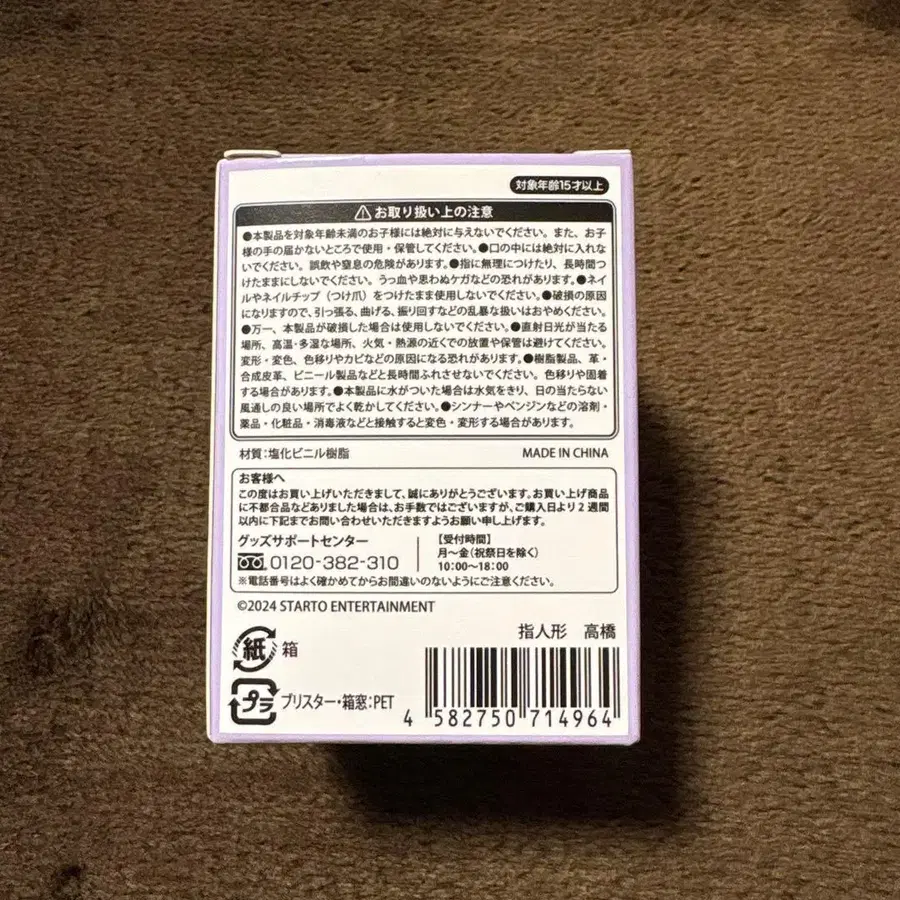 対象年齢15才以上
⚠お取り扱い上の注意
●本製品を対象年齢未満のお子様には絶対に与えないでください。また、お子
様の手の届かないところで使用・保管してください。●口の中には絶対に入れな
いでください。誤飲や窒息の危険があります。●指に無理につけたり、長時間つ
けたままにしないでください。うっ血や思わぬケガなどの恐れがあります。●ネイ
ルやネイルチップ（つけ爪）をつけたまま使用しないでください。●破損の原因
になりますので、引っ張る、曲げる、振り回すなどの乱暴な扱いはおやめください。
●万一、本製品が破損した場合は使用しないでください。●直射日光が当たる
場所、高温・多湿な場所、火気・熱源の近くでの放置や保管は避けてください。
変形・変色、色移りやカビなどの原因になる恐れがあります。●樹脂製品、革・
合成皮革、ビニール製品などと長時間ふれさせないでください。色移りや固着
する場合があります。●本製品に水がついた場合は水気をきり、日の当たらない
風通しの良い場所でよく乾かしてください。●シンナーやベンジンなどの溶剤・
薬品・化粧品・消毒液などと接触すると変色・変形する場合があります。
材質：塩化ビニル樹脂 MADE IN CHINA
お客様へ
この度はお買い上げいただきまして、誠にありがとうございます。お買い上げ商品
に不都合品などありました場合は、お手数ではございますが、ご購入日より2週間
以内に下記までお問い合わせいただきますようお願い申し上げます。
グッズサポートセンター
0120-382-310
【受付時間】
月～金（祝祭日を除く）
10:00～18:00
※電話番号はよく確かめてからお間違いのないようにご注意ください。
©2024 STARTO ENTERTAINMENT
指人形 高橋
紙 箱
プラ ブリスター・箱窓：PET
4 582750 714964